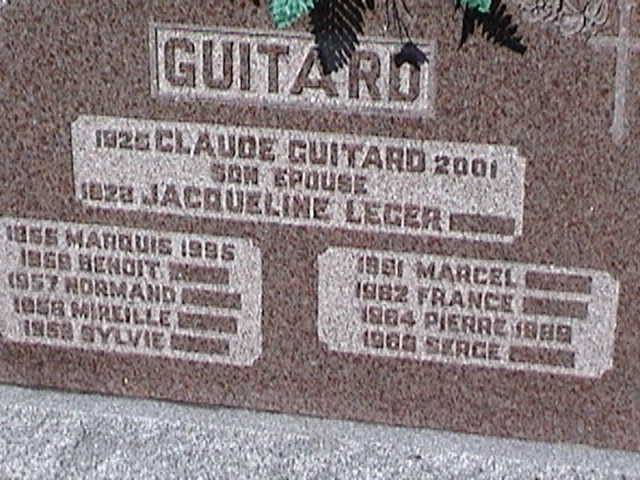 GUITARD
1925 CLAUDE GUITARD 2001
SON EPOUSE
1928 JACQUELINE LEGER
1955 MARQUIS 1995
1956 BENOIT
1957 NORMAND
1958 MIREILLE
1959 SYLVIE
1961 MARCEL
1962 FRANCE
1964 PIERRE 1989
SERGE